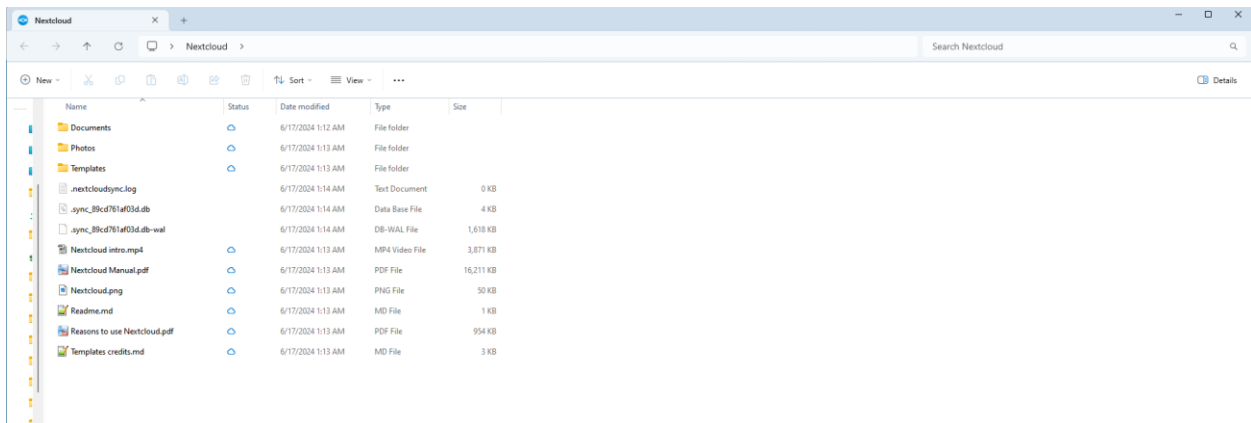 Nextcloud
Nextcloud
Search Nextcloud
New Sort View Details
Name Status Date modified Type Size
Documents 6/17/2024 1:12 AM File folder
Photos 6/17/2024 1:13 AM File folder
Templates 6/17/2024 1:13 AM File folder
.nextcloudsync.log 6/17/2024 1:14 AM Text Document 0 KB
.sync_89cd761af03d.db 6/17/2024 1:14 AM Data Base File 4 KB
.sync_89cd761af03d.db-wal 6/17/2024 1:14 AM DB-WAL File 1,618 KB
Nextcloud intro.mp4 6/17/2024 1:13 AM MP4 Video File 3,871 KB
Nextcloud Manual.pdf 6/17/2024 1:13 AM PDF File 16,211 KB
Nextcloud.png 6/17/2024 1:13 AM PNG File 50 KB
Readme.md 6/17/2024 1:13 AM MD File 1 KB
Reasons to use Nextcloud.pdf 6/17/2024 1:13 AM PDF File 954 KB
Templates credits.md 6/17/2024 1:13 AM MD File 3 KB